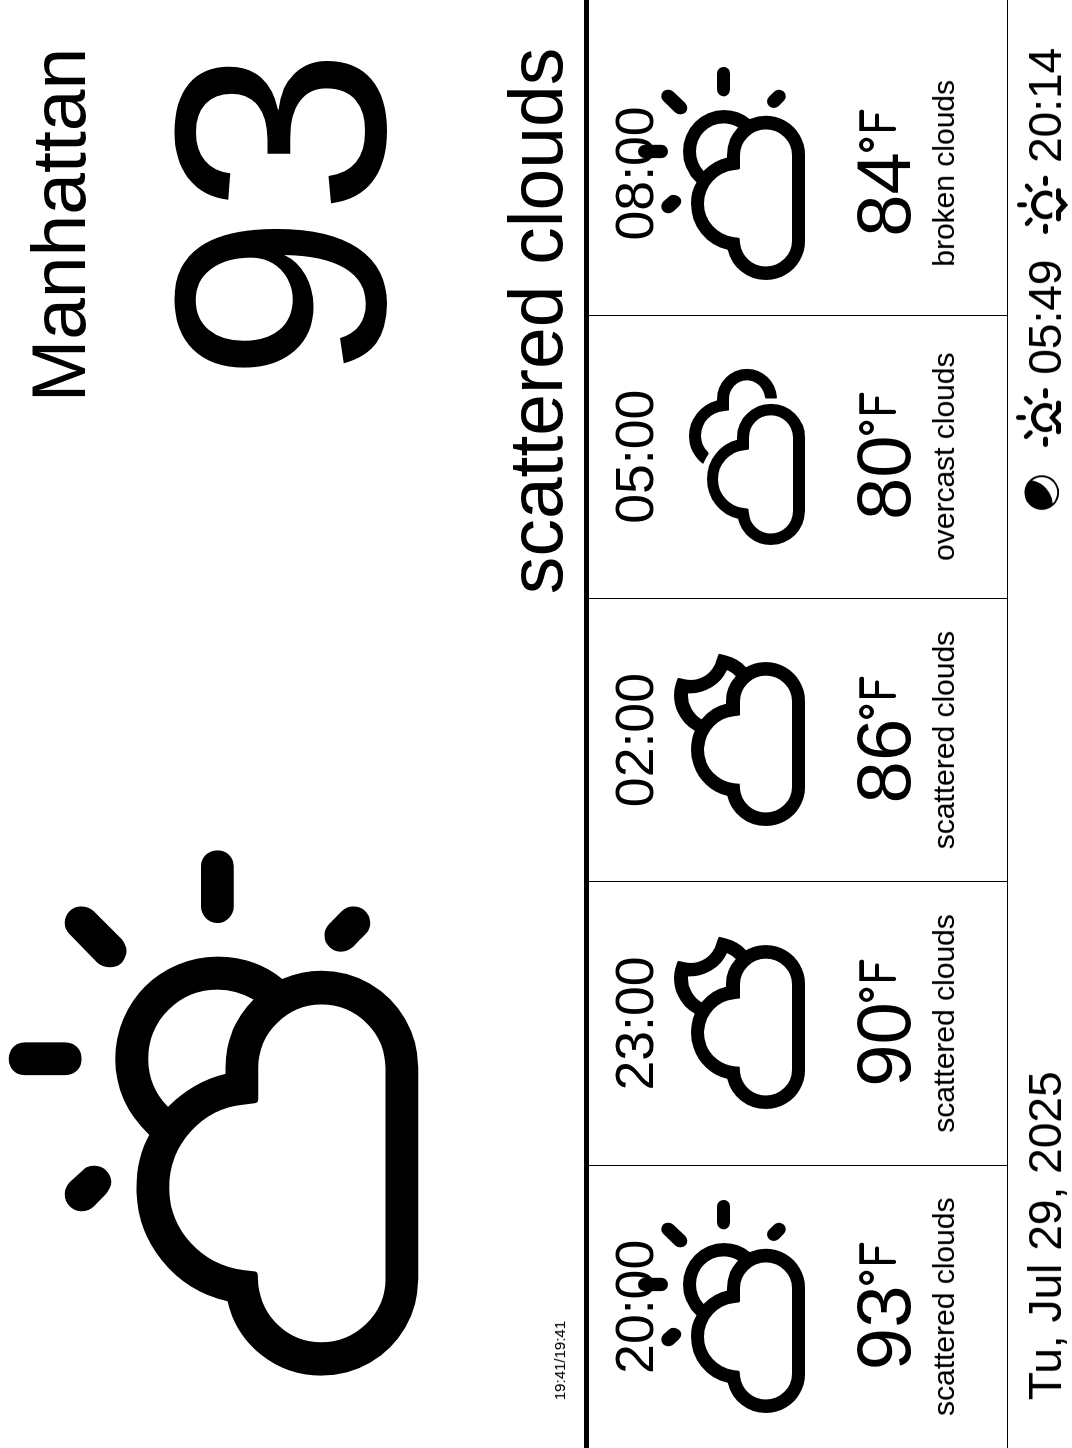 Manhattan
93
scattered clouds
19:41/19:41
20:00
93°F
scattered clouds
23:00
90°F
scattered clouds
02:00
86°F
scattered clouds
05:00
80°F
overcast clouds
08:00
84°F
broken clouds
Tu, Jul 29, 2025
05:49
20:14